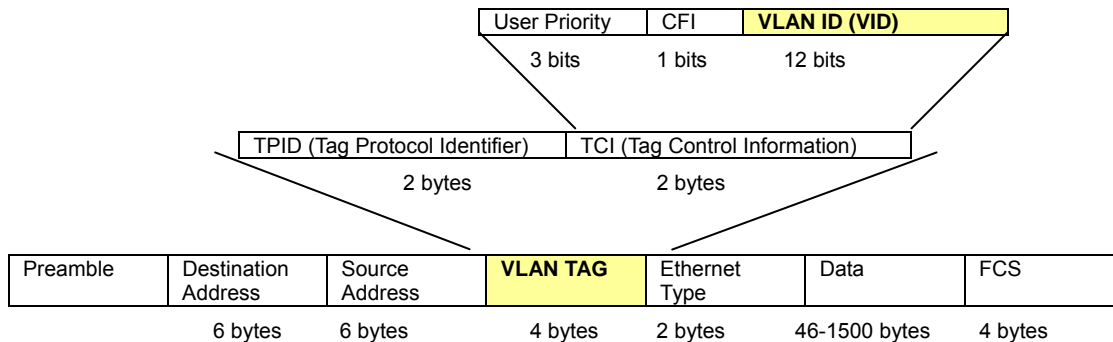 User Priority CFI VLAN ID (VID)
3 bits 1 bits 12 bits
TPID (Tag Protocol Identifier) TCI (Tag Control Information)
2 bytes 2 bytes
Preamble Destination Address Source Address VLAN TAG Ethernet Type Data FCS
6 bytes 6 bytes 4 bytes 2 bytes 46-1500 bytes 4 bytes